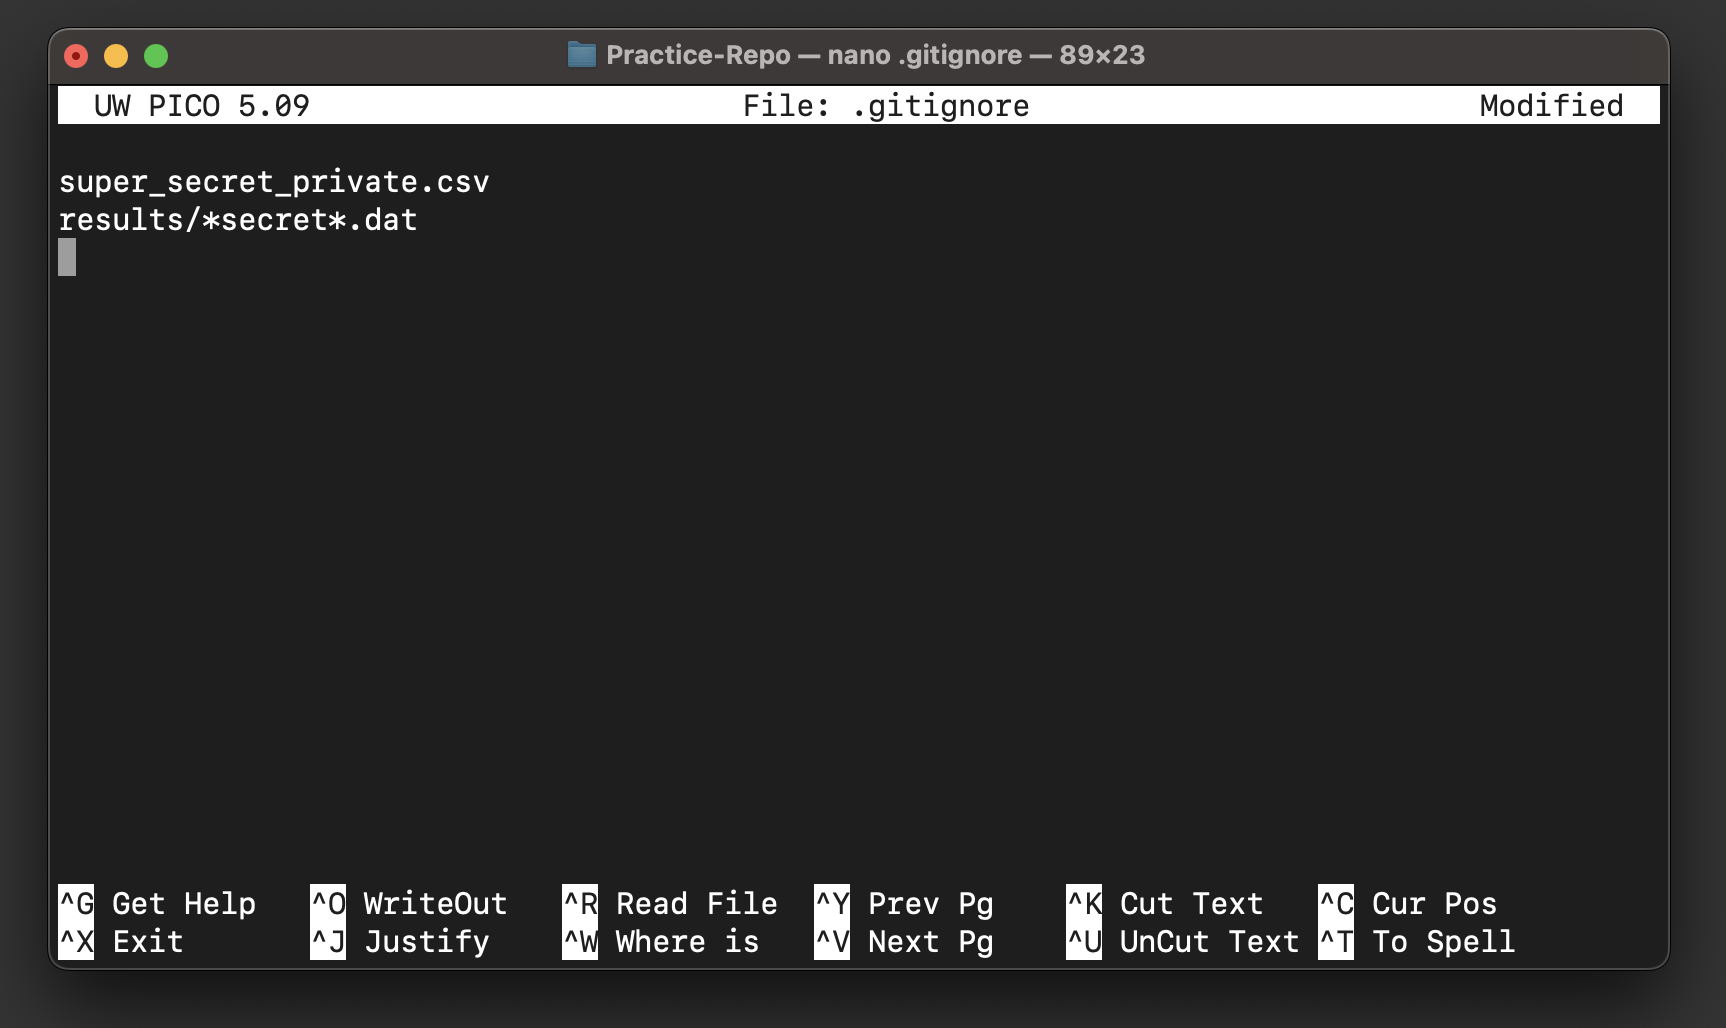 Practice-Repo — nano .gitignore — 89×23
UW PICO 5.09 File: .gitignore Modified
super_secret_private.csv
results/*secret*.dat
^G Get Help ^O WriteOut ^R Read File ^Y Prev Pg ^K Cut Text ^C Cur Pos
^X Exit ^J Justify ^W Where is ^V Next Pg ^U UnCut Text ^T To Spell